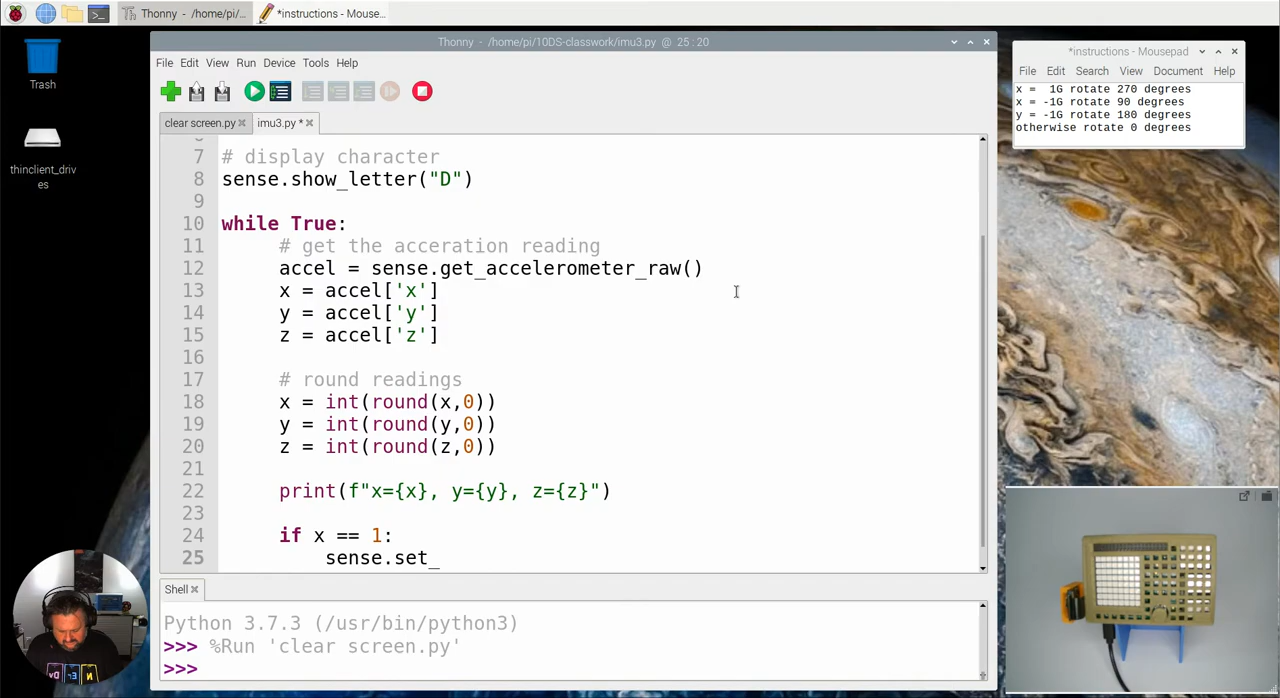 Thonny - /home/pi/...
*instructions - Mouse...
Trash
thinclient_driv
es
Thonny - /home/pi/10DS-classwork/imu3.py @ 25 : 20
File Edit View Run Device Tools Help
clear screen.py
imu3.py *
7 # display character
8 sense.show_letter("D")
9
10 while True:
11 # get the acceration reading
12 accel = sense.get_accelerometer_raw()
13 x = accel['x']
14 y = accel['y']
15 z = accel['z']
16
17 # round readings
18 x = int(round(x,0))
19 y = int(round(y,0))
20 z = int(round(z,0))
21
22 print(f"x={x}, y={y}, z={z}")
23
24 if x == 1:
25 sense.set_
Shell
Python 3.7.3 (/usr/bin/python3)
>>> %Run 'clear screen.py'
>>>
*instructions - Mousepad
File Edit Search View Document Help
x = 1G rotate 270 degrees
x = -1G rotate 90 degrees
y = -1G rotate 180 degrees
otherwise rotate 0 degrees